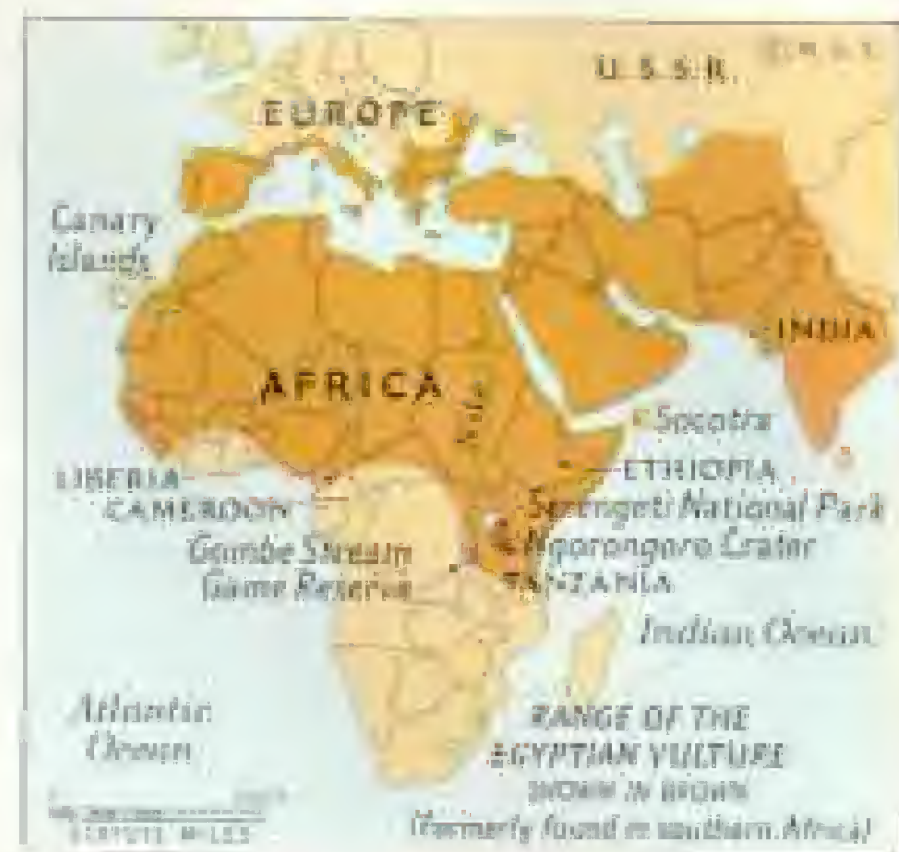 U.S.S.R.
EUROPE
Canary
Islands
INDIA
AFRICA
Socotra
LIBERIA
ETHIOPIA
CAMEROON
Serengeti National Park
Gombe Stream
Game Reserve
Ngorongoro Crater
TANZANIA
Indian Ocean
Atlantic
Ocean
RANGE OF THE
EGYPTIAN VULTURE
SHOWN IN BROWN
(Formerly found in southern Africa)
STATUTE MILES